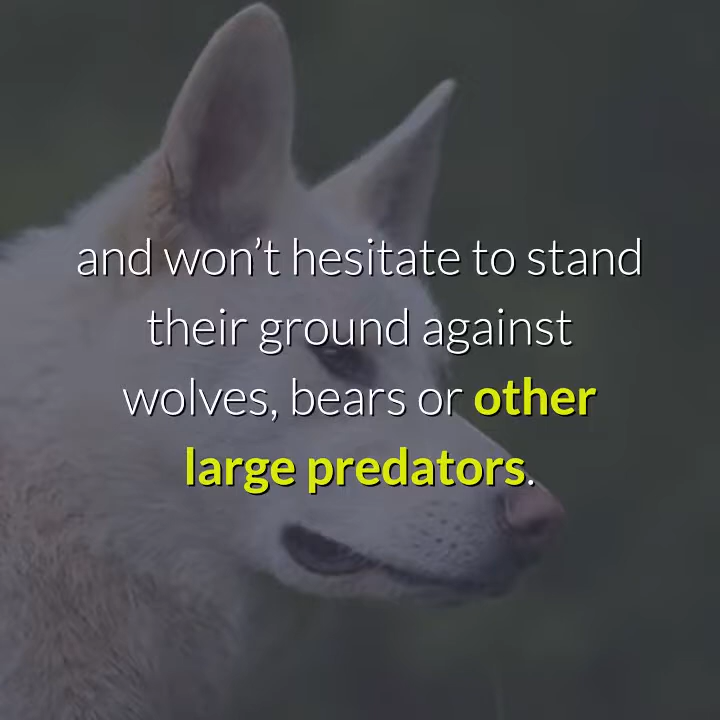 and won’t hesitate to stand
their ground against
wolves, bears or other
large predators.